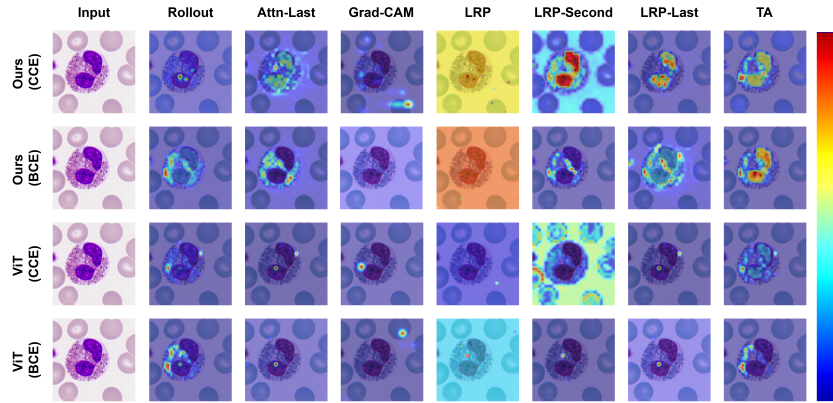 Input Rollout Attn-Last Grad-CAM LRP LRP-Second LRP-Last TA
Ours
(CCE)
Ours
(BCE)
ViT
(CCE)
ViT
(BCE)